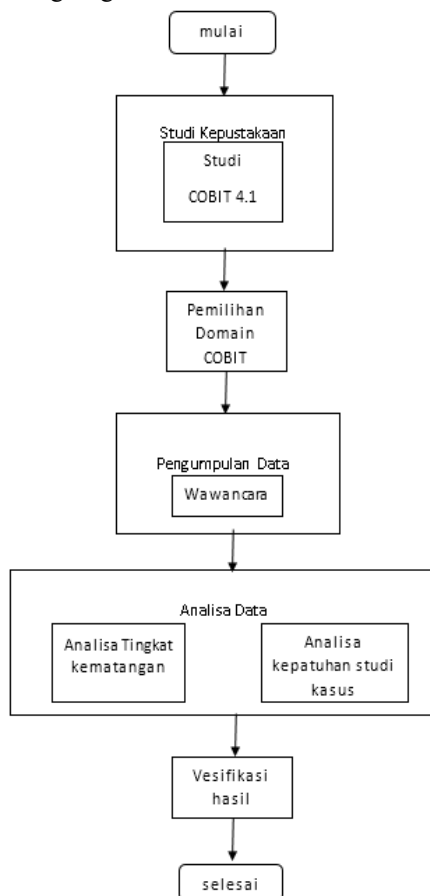 mulai
Studi Kepustakaan
Studi
COBIT 4.1
Pemilihan
Domain
COBIT
Pengumpulan Data
Wawancara
Analisa Data
Analisa Tingkat
kematangan
Analisa
kepatuhan studi
kasus
Vesifikasi
hasil
selesai